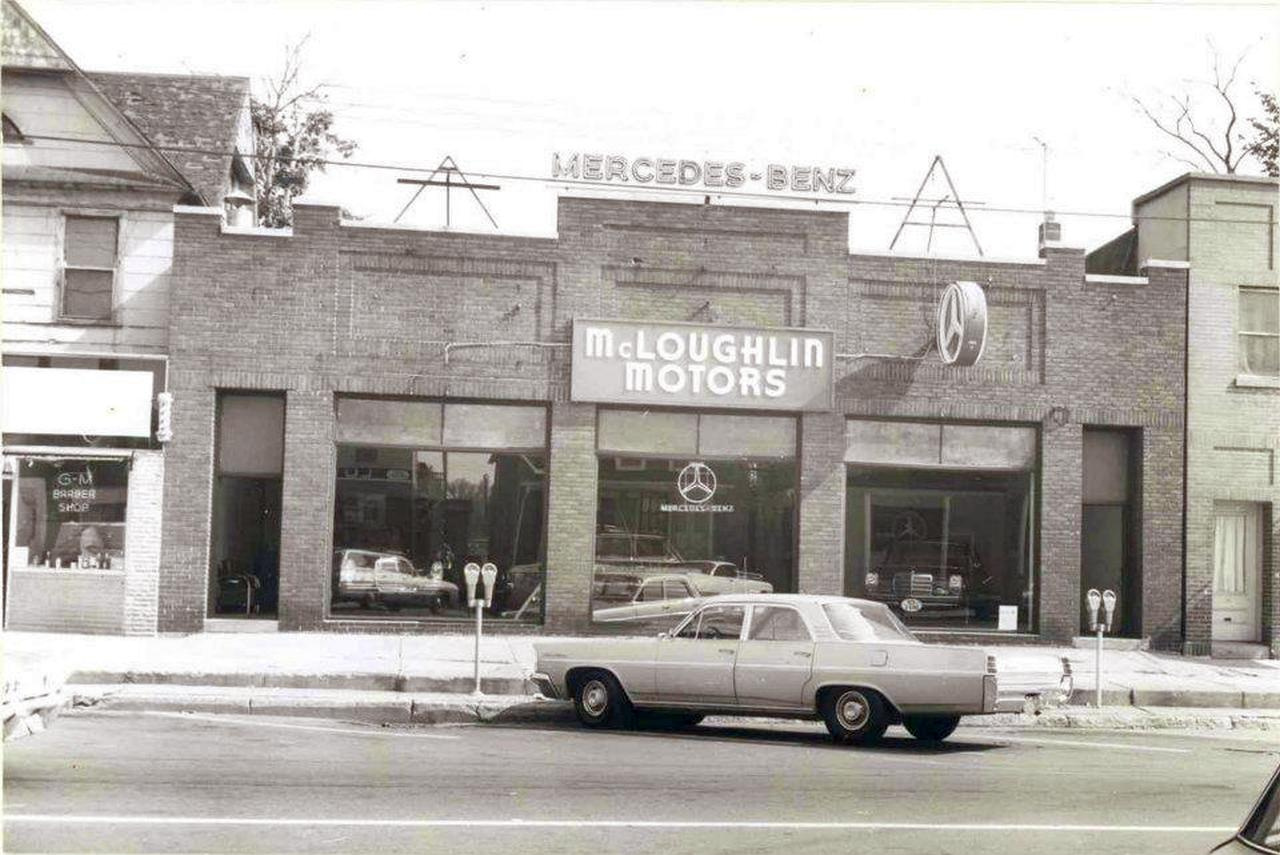 MERCEDES-BENZ
McLOUGHLIN
MOTORS
G-M
BARBER
SHOP
MERCEDES-BENZ